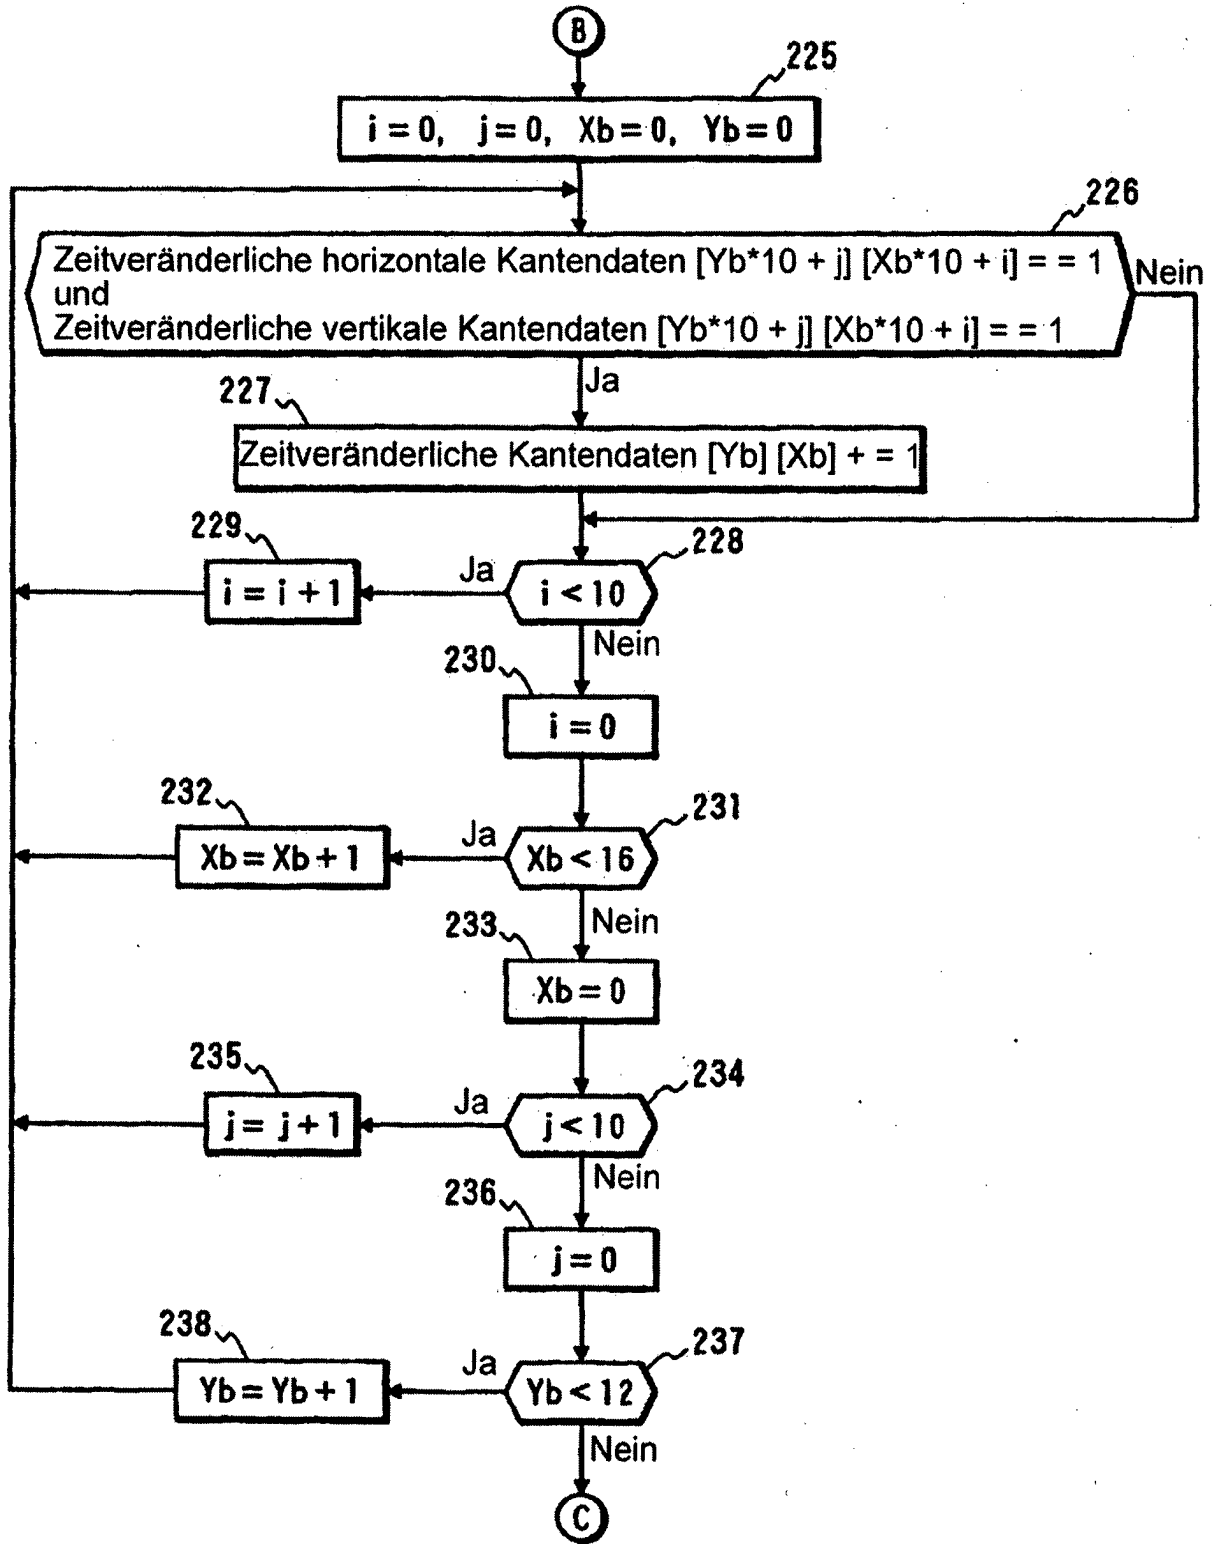 B
225
i = 0, j = 0, Xb = 0, Yb = 0
226
Zeitveränderliche horizontale Kantendaten [Yb*10 + j] [Xb*10 + i] = = 1
und
Zeitveränderliche vertikale Kantendaten [Yb*10 + j] [Xb*10 + i] = = 1
Nein
Ja
227
Zeitveränderliche Kantendaten [Yb] [Xb] + = 1
229
228
i = i + 1
Ja
i < 10
Nein
230
i = 0
232
231
Xb = Xb + 1
Ja
Xb < 16
Nein
233
Xb = 0
235
234
j = j + 1
Ja
j < 10
Nein
236
j = 0
238
237
Yb = Yb + 1
Ja
Yb < 12
Nein
C